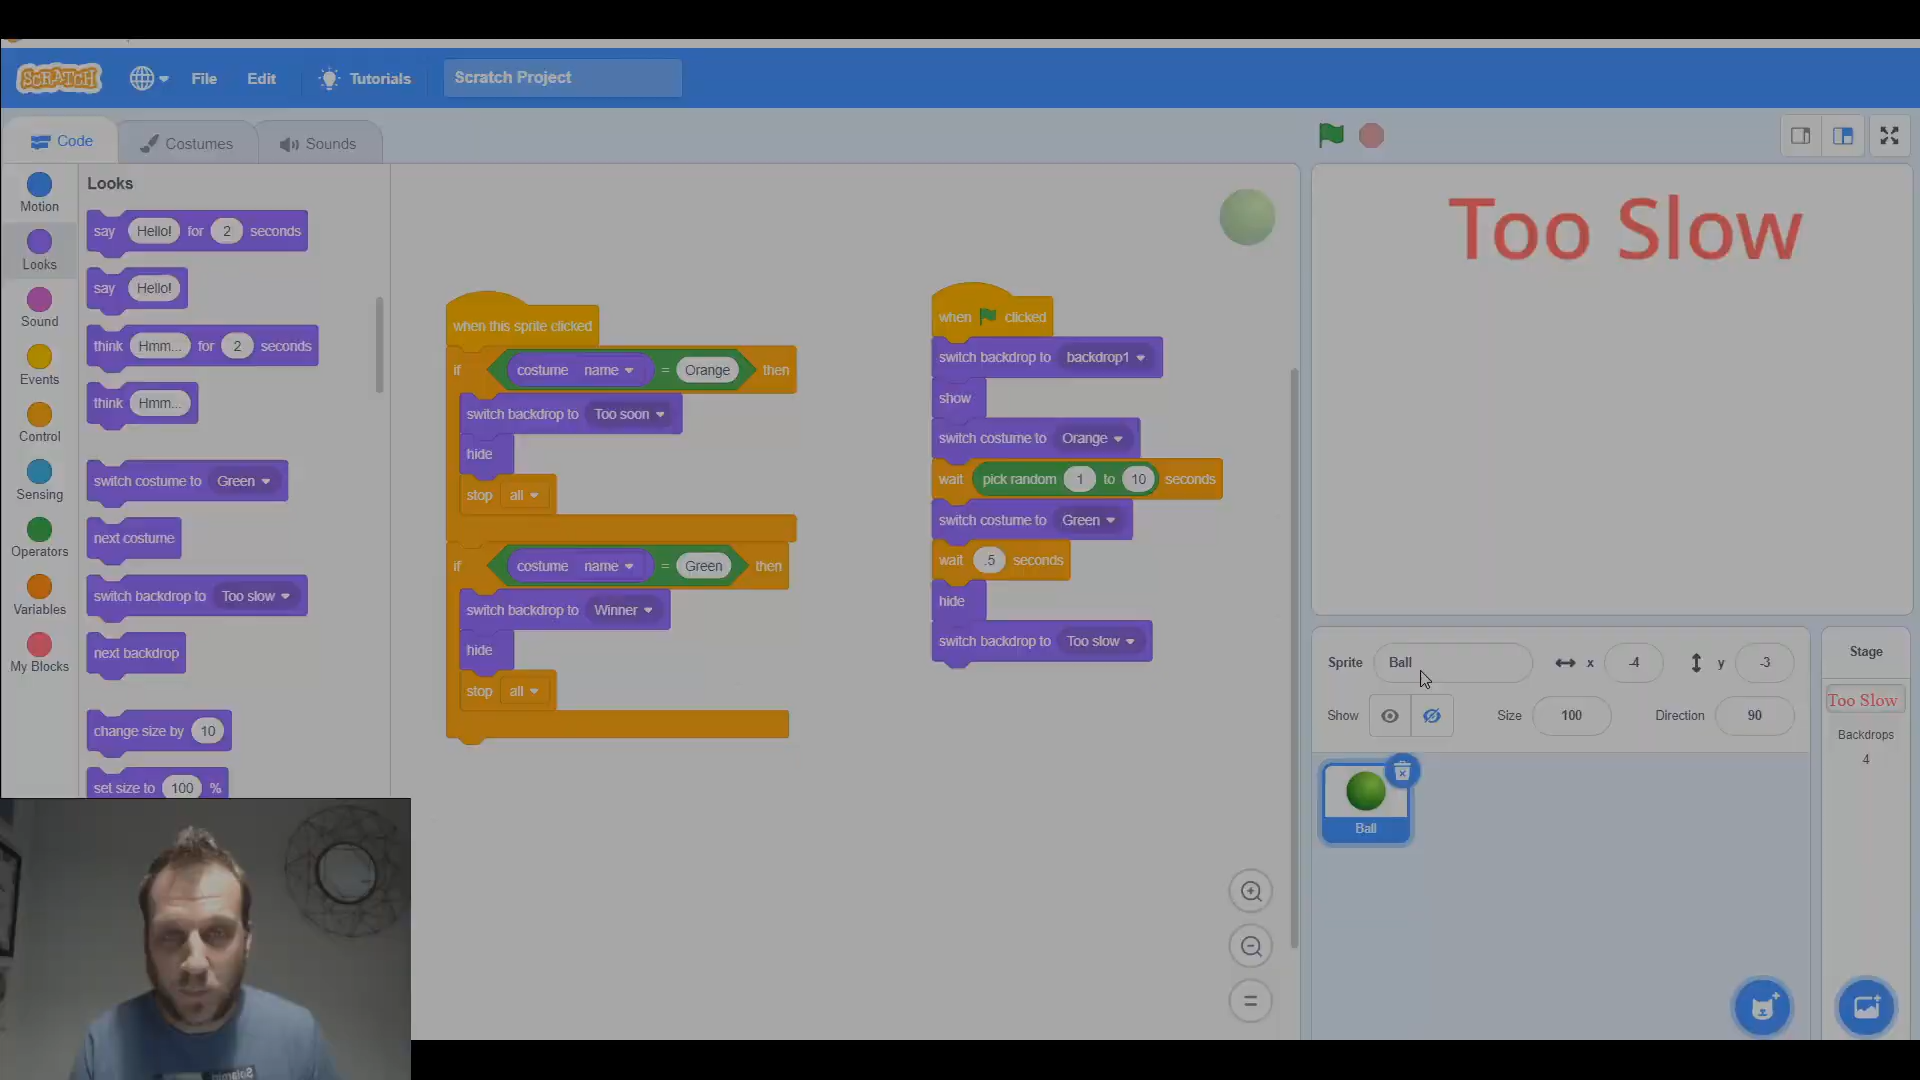 SCRATCH
File
Edit
Tutorials
Scratch Project
Code
Costumes
Sounds
Motion
Looks
Sound
Events
Control
Sensing
Operators
Variables
My Blocks
Looks
say Hello! for 2 seconds
say Hello!
think Hmm... for 2 seconds
think Hmm...
switch costume to Green
next costume
switch backdrop to Too slow
next backdrop
change size by 10
set size to 100 %
when this sprite clicked
if costume name = Orange then
switch backdrop to Too soon
hide
stop all
if costume name = Green then
switch backdrop to Winner
hide
stop all
when clicked
switch backdrop to backdrop1
show
switch costume to Orange
wait pick random 1 to 10 seconds
switch costume to Green
wait .5 seconds
hide
switch backdrop to Too slow
Too Slow
Sprite Ball x -4 y -3
Show Size 100 Direction 90
Ball
Stage
Too Slow
Backdrops
4